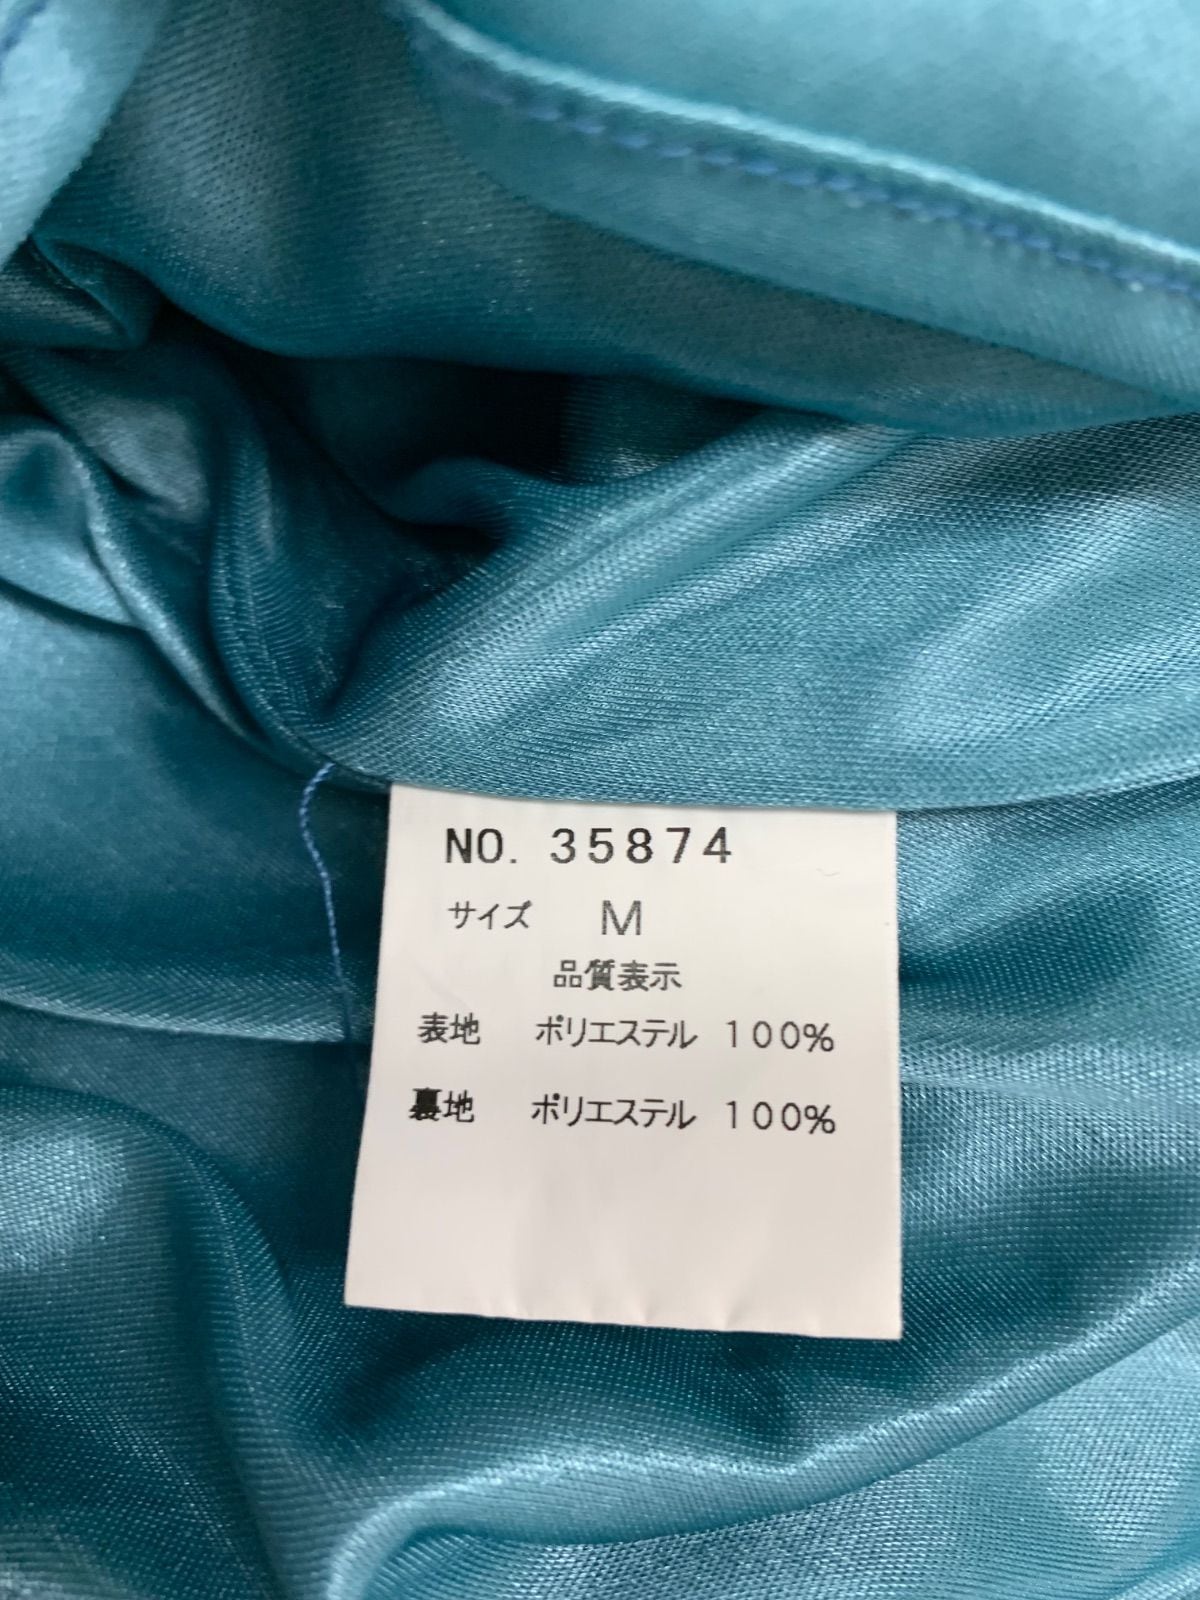 NO. 35874
サイズ M
品質表示
表地 ポリエステル 100%
裏地 ポリエステル 100%